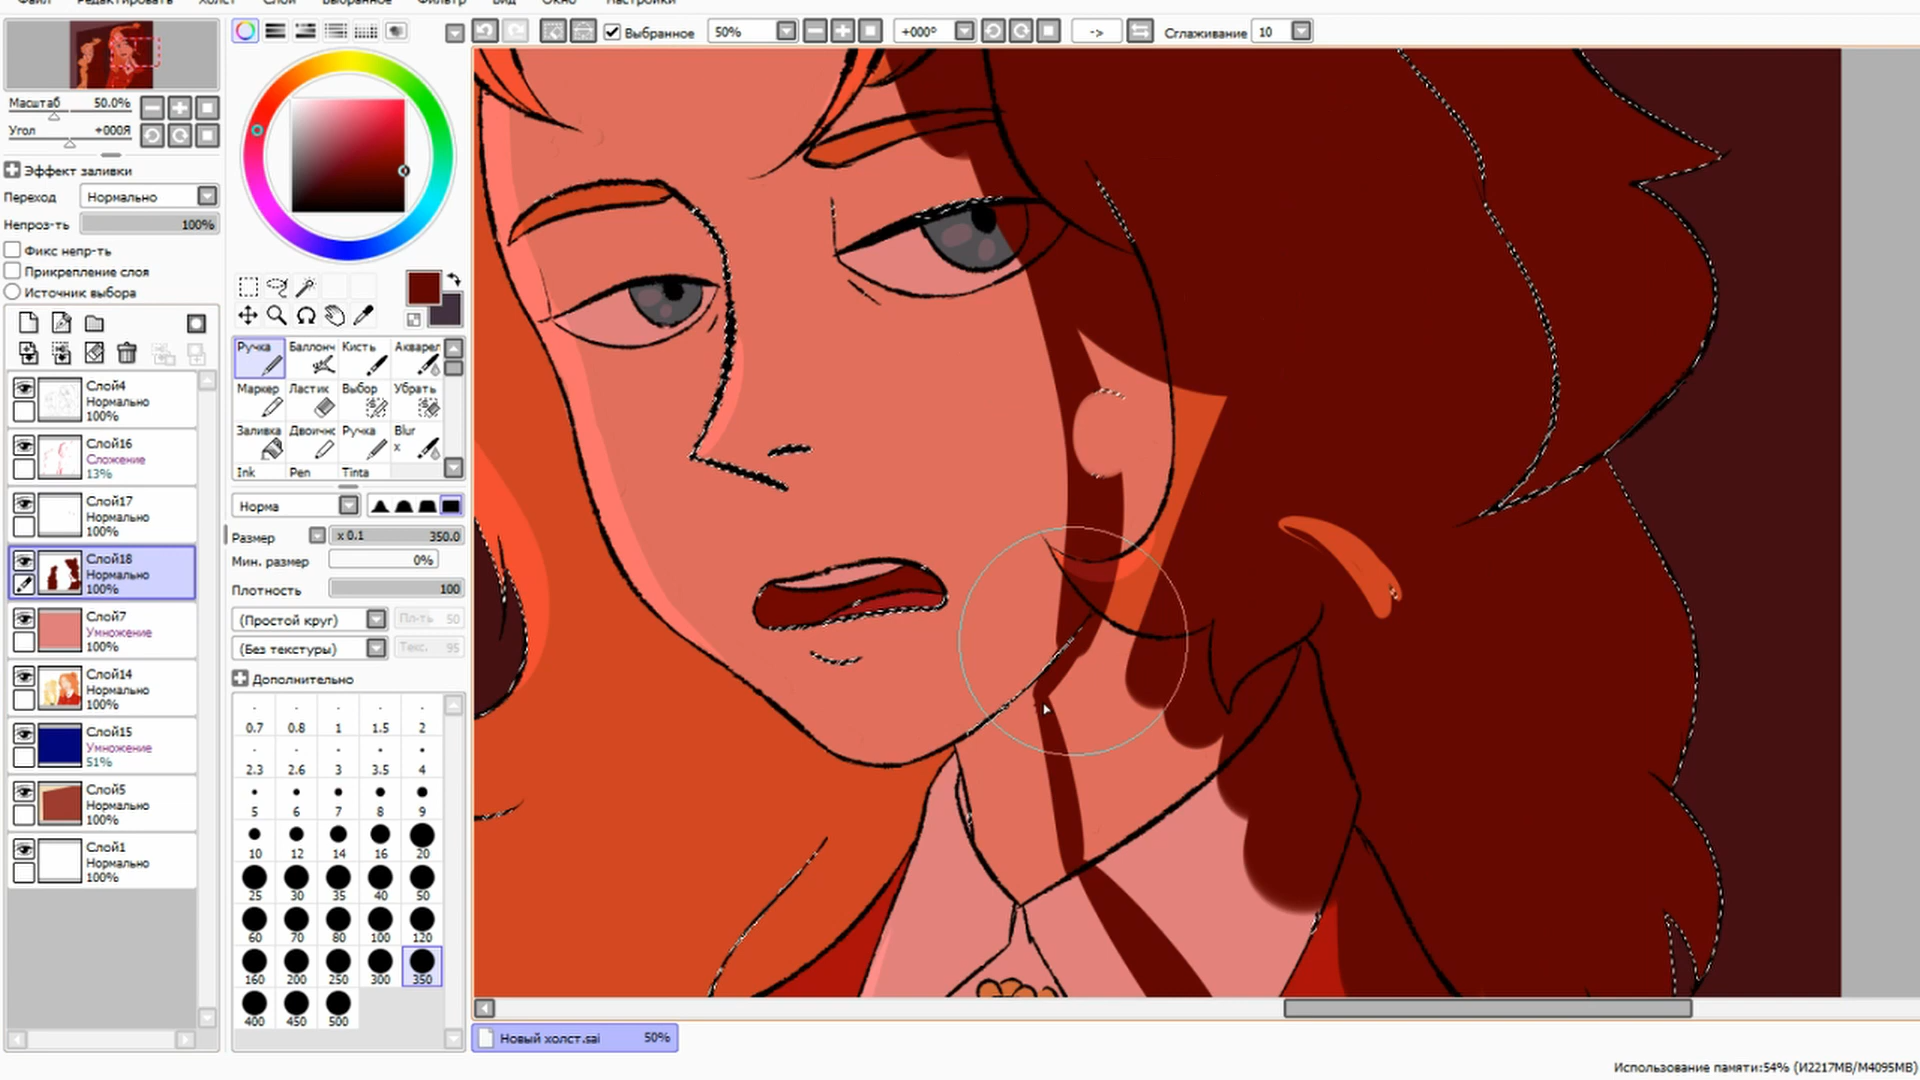 Файл Редактировать Холст Слой Выбранное Фильтр Вид Окно Настройки
Выбранное 50% +000° -> Сглаживание 10
Масштаб 50.0%
Угол +000Я
Эффект заливки
Переход Нормально
Непроз-ть 100%
Фикс непр-ть
Прикрепление слоя
Источник выбора
Слой4
Нормально
100%
Слой16
Сложение
13%
Слой17
Нормально
100%
Слой18
Нормально
100%
Слой7
Умножение
100%
Слой14
Нормально
100%
Слой15
Умножение
51%
Слой5
Нормально
100%
Слой1
Нормально
100%
Ручка Баллонч Кисть Акварел
Маркер Ластик Выбор Убрать
Заливка Двоичнс Ручка Blur
x
Ink Pen Tinta
Норма
Размер x 0.1 350.0
Мин. размер 0%
Плотность 100
(Простой круг) Пл-ть 50
(Без текстуры) Текс. 95
Дополнительно
0.7 0.8 1 1.5 2
2.3 2.6 3 3.5 4
5 6 7 8 9
10 12 14 16 20
25 30 35 40 50
60 70 80 100 120
160 200 250 300 350
400 450 500
Новый холст.sai 50%
Использование памяти:54% (И2217MB/М4095MB)